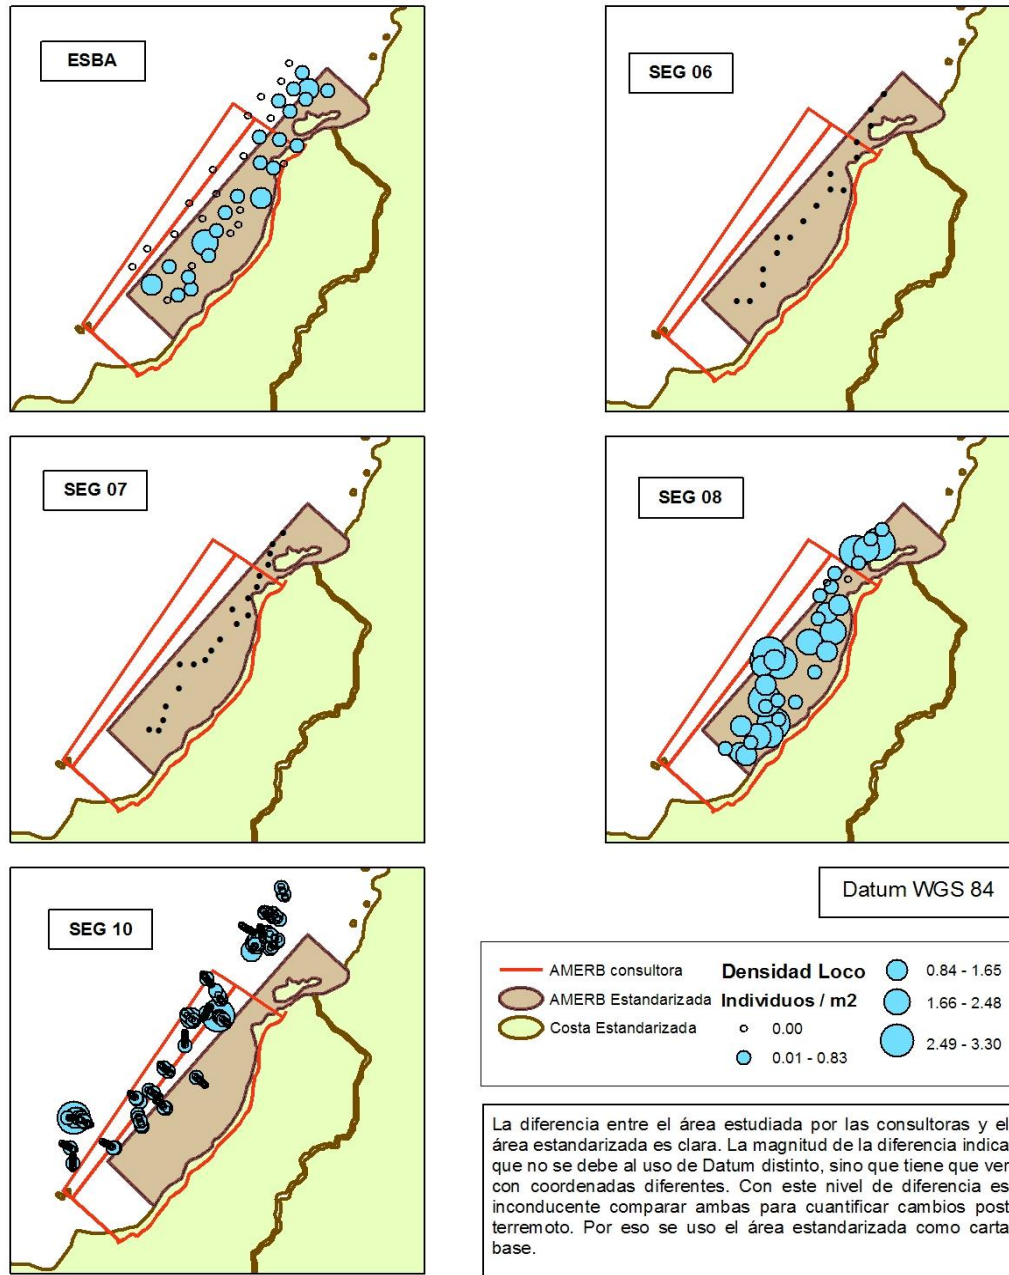 ESBA
SEG 06
SEG 07
SEG 08
SEG 10
Datum WGS 84
AMERB consultora
AMERB Estandarizada
Costa Estandarizada
Densidad Loco
Individuos / m2
0.00
0.01 - 0.83
0.84 - 1.65
1.66 - 2.48
2.49 - 3.30
La diferencia entre el área estudiada por las consultoras y el
área estandarizada es clara. La magnitud de la diferencia indica
que no se debe al uso de Datum distinto, sino que tiene que ver
con coordenadas diferentes. Con este nivel de diferencia es
inconducente comparar ambas para cuantificar cambios post
terremoto. Por eso se uso el área estandarizada como carta
base.